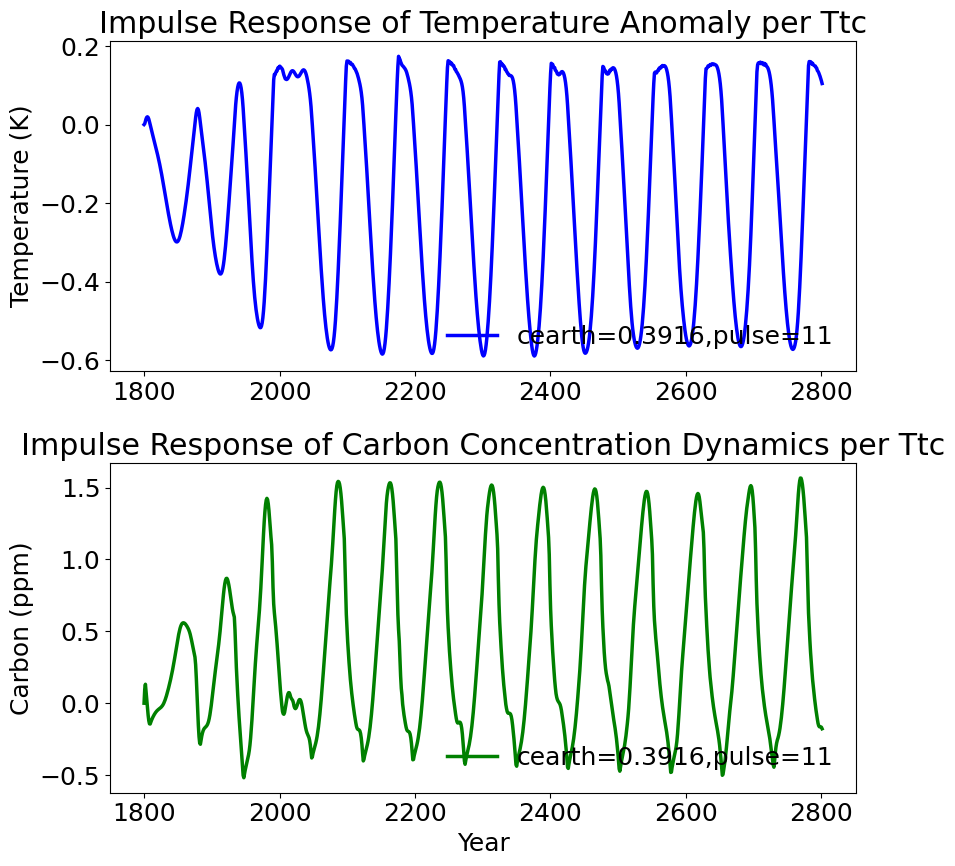 Impulse Response of Temperature Anomaly per Ttc
Temperature (K)
0.2
0.0
−0.2
−0.4
−0.6
cearth=0.3916,pulse=11
1800 2000 2200 2400 2600 2800
Impulse Response of Carbon Concentration Dynamics per Ttc
Carbon (ppm)
1.5
1.0
0.5
0.0
−0.5
cearth=0.3916,pulse=11
1800 2000 2200 2400 2600 2800
Year